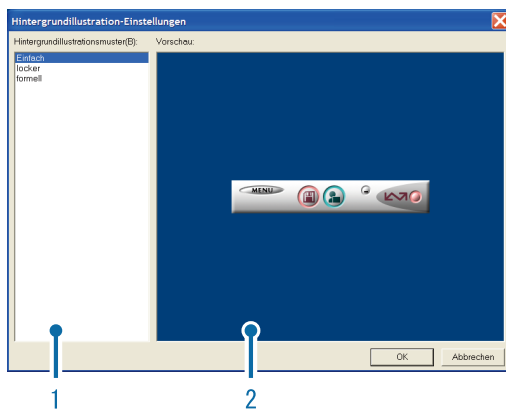 Hintergrundillustration-Einstellungen
Hintergrundillustrationsmuster(B):
Vorschau:
Einfach
locker
formell
MENU
OK
Abbrechen
1
2